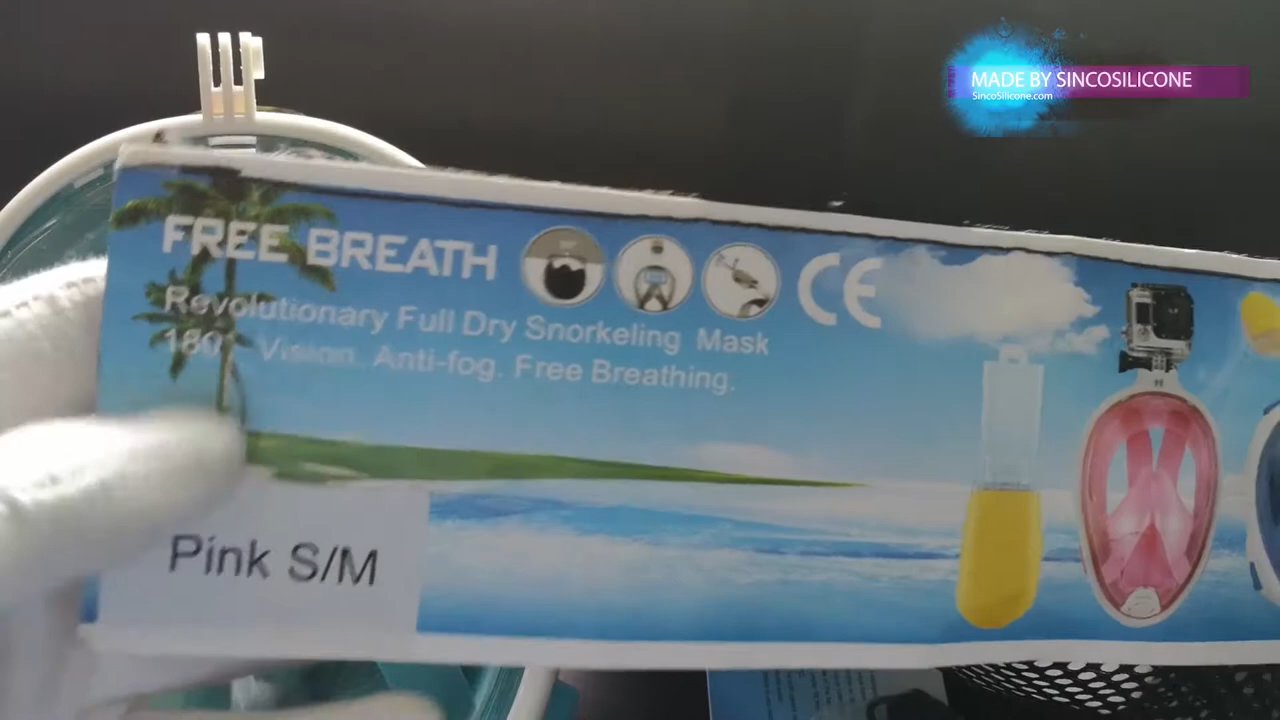 MADE BY SINCOSILICONE
SincoSilicone.com
FREE BREATH
CE
Revolutionary Full Dry Snorkeling Mask
180° Vision. Anti-fog. Free Breathing.
Pink S/M